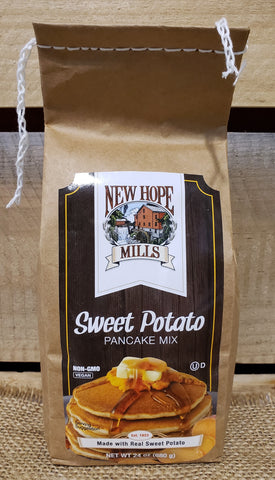 NEW HOPE
MILLS
Sweet Potato
PANCAKE MIX
NON-GMO
VEGAN
U D
Est. 1823
Made with Real Sweet Potato
NET WT 24 oz (680 g)